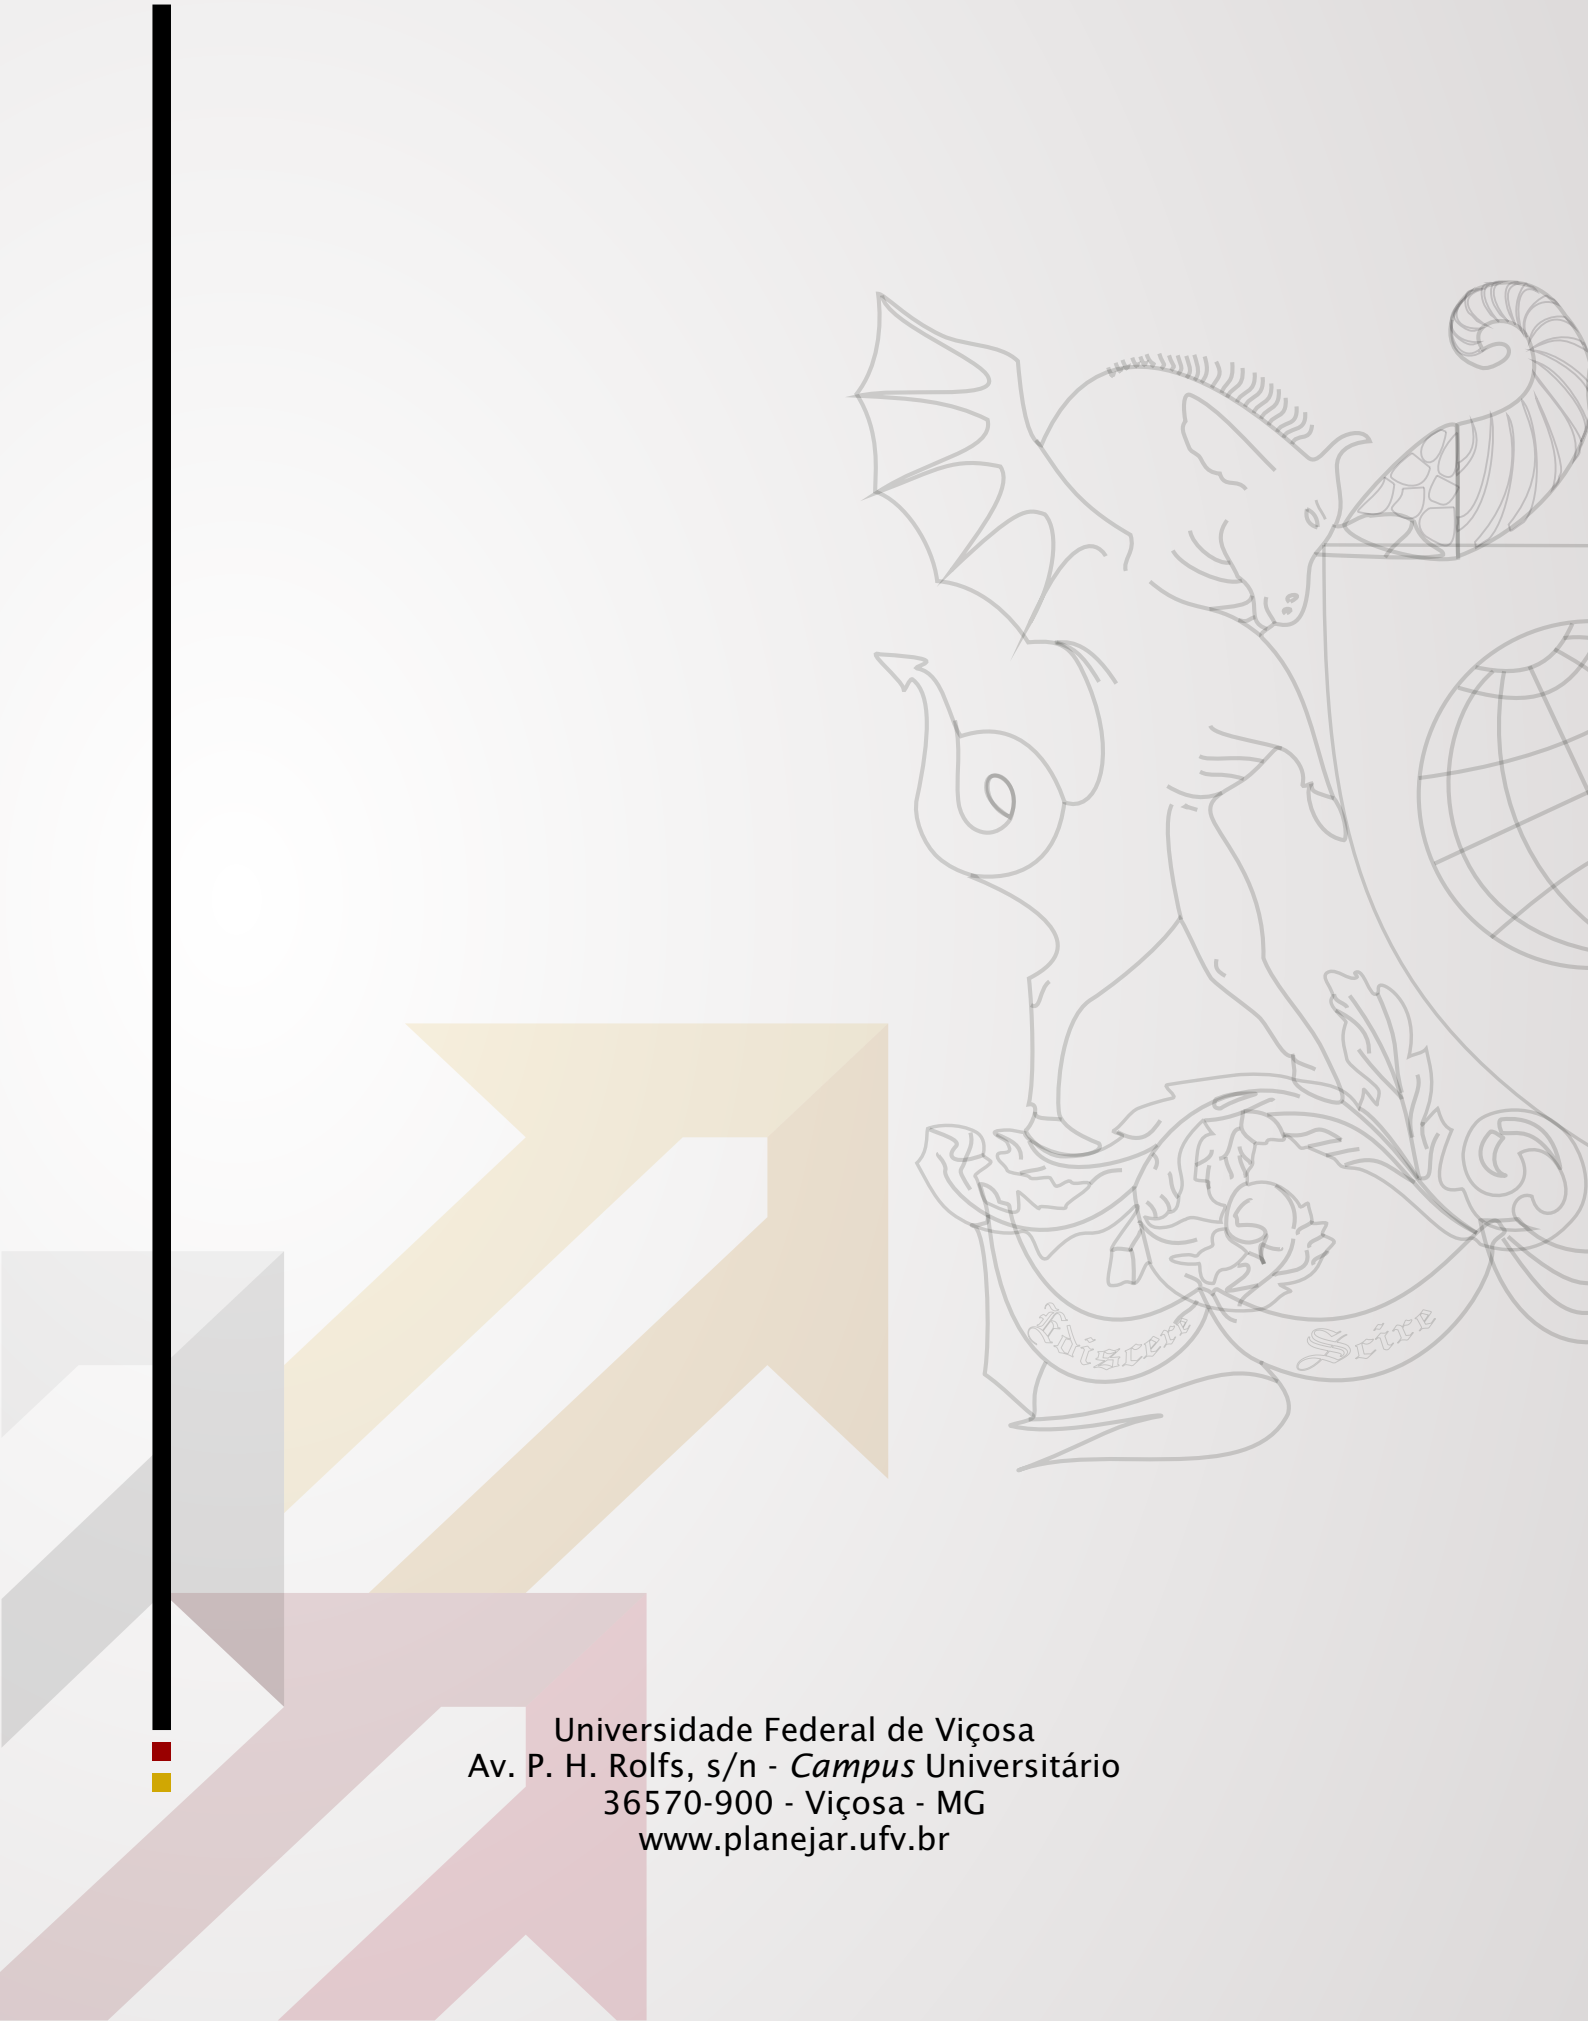 Ediscere Scire
Universidade Federal de Viçosa
Av. P. H. Rolfs, s/n - Campus Universitário
36570-900 - Viçosa - MG
www.planejar.ufv.br